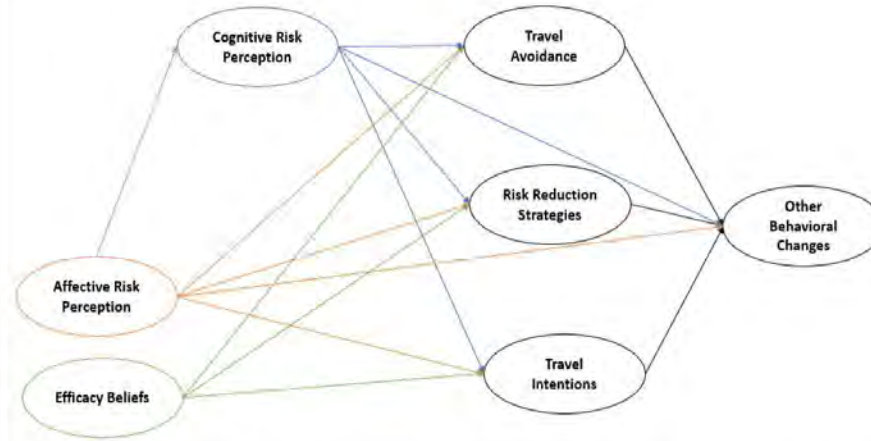 Cognitive Risk
Perception
Travel
Avoidance
Risk Reduction
Strategies
Other
Behavioral
Changes
Affective Risk
Perception
Travel
Intentions
Efficacy Beliefs